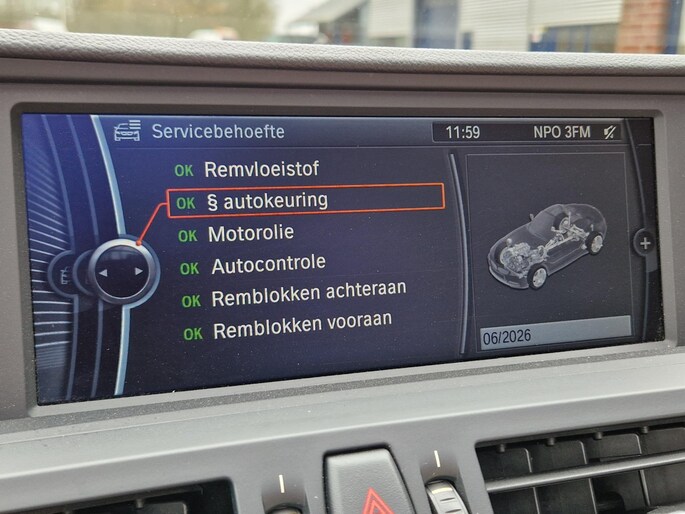 Servicebehoefte 11:59 NPO 3FM
OK Remvloeistof
OK § autokeuring
OK Motorolie
OK Autocontrole
OK Remblokken achteraan
OK Remblokken vooraan
06/2026